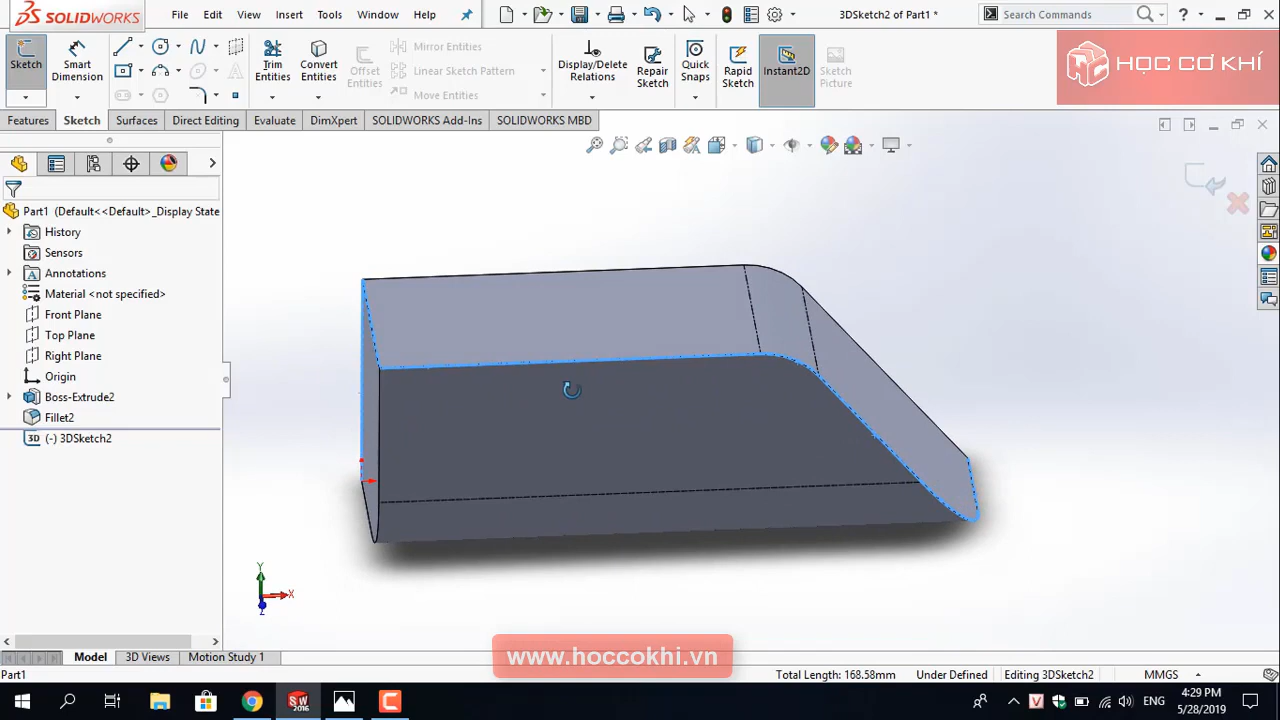 SOLIDWORKS
File Edit View Insert Tools Window Help
3DSketch2 of Part1 *
Search Commands
Sketch
Smart Dimension
Trim Entities
Convert Entities
Offset Entities
Mirror Entities
Linear Sketch Pattern
Move Entities
Display/Delete Relations
Repair Sketch
Quick Snaps
Rapid Sketch
Instant2D
Sketch Picture
HỌC CƠ KHÍ
Features Sketch Surfaces Direct Editing Evaluate DimXpert SOLIDWORKS Add-Ins SOLIDWORKS MBD
Part1 (Default<<Default>_Display State
History
Sensors
Annotations
Material <not specified>
Front Plane
Top Plane
Right Plane
Origin
Boss-Extrude2
Fillet2
3D (-) 3DSketch2
Y
X
Z
www.hoccokhi.vn
Model 3D Views Motion Study 1
Part1
Total Length: 168.58mm Under Defined Editing 3DSketch2 MMGS
SW 2016
V
ENG
4:29 PM
5/28/2019